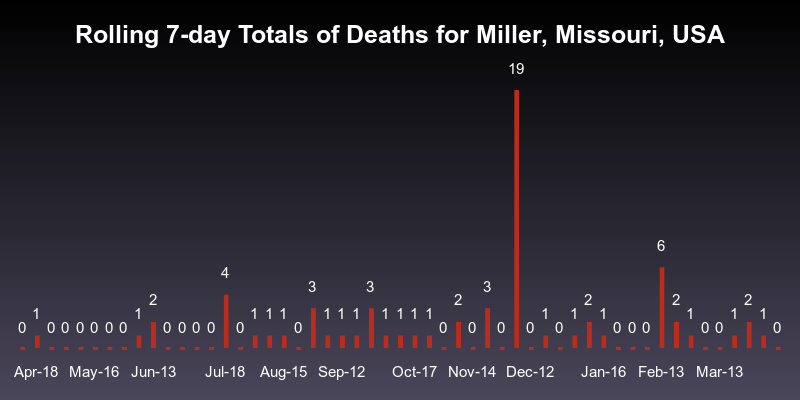 Rolling 7-day Totals of Deaths for Miller, Missouri, USA
19
6
4
3 3 3
2 2 2 2 2
1 1 1 1 1 1 1 1 1 1 1 1 1 1 1 1 1
0 0 0 0 0 0 0 0 0 0 0 0 0 0 0 0 0 0 0 0 0 0 0 0
Apr-18 May-16 Jun-13 Jul-18 Aug-15 Sep-12 Oct-17 Nov-14 Dec-12 Jan-16 Feb-13 Mar-13